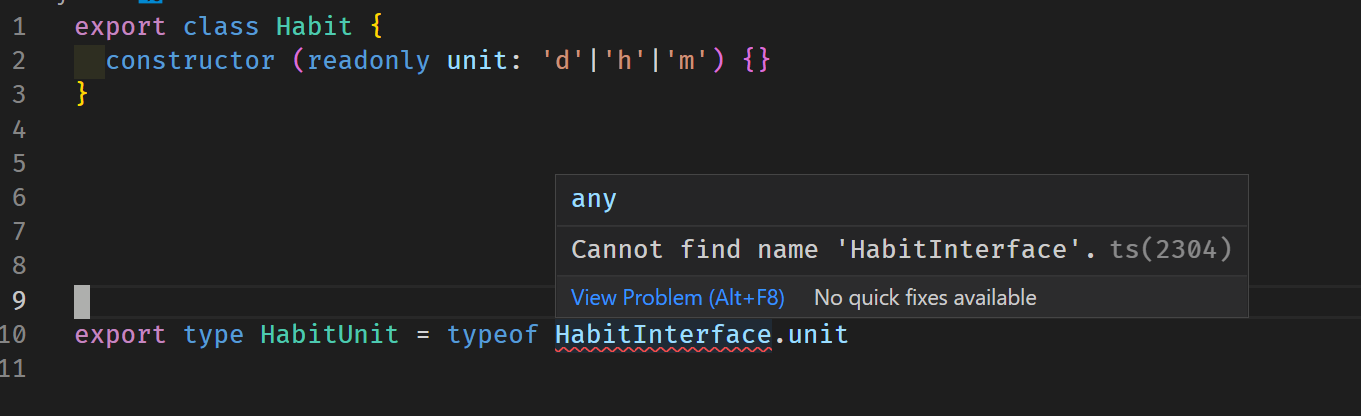 1 export class Habit {
2   constructor (readonly unit: 'd'|'h'|'m') {}
3 }
4
5
6
any
7
Cannot find name 'HabitInterface'. ts(2304)
8
View Problem (Alt+F8) No quick fixes available
9
10 export type HabitUnit = typeof HabitInterface.unit
11